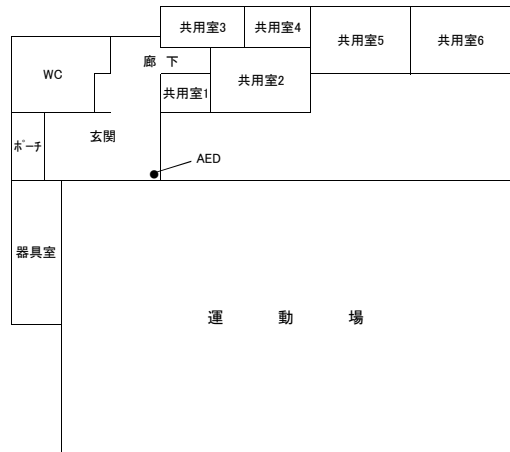 共用室3
共用室4
共用室5
共用室6
廊 下
WC
共用室1
共用室2
玄関
ﾎﾟｰﾁ
AED
器具室
運 動 場